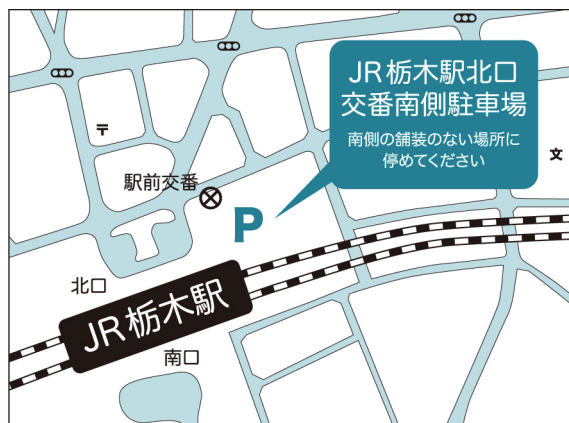 JR栃木駅北口
交番南側駐車場
南側の舗装のない場所に
停めてください
〒
文
駅前交番
P
北口
JR栃木駅
南口